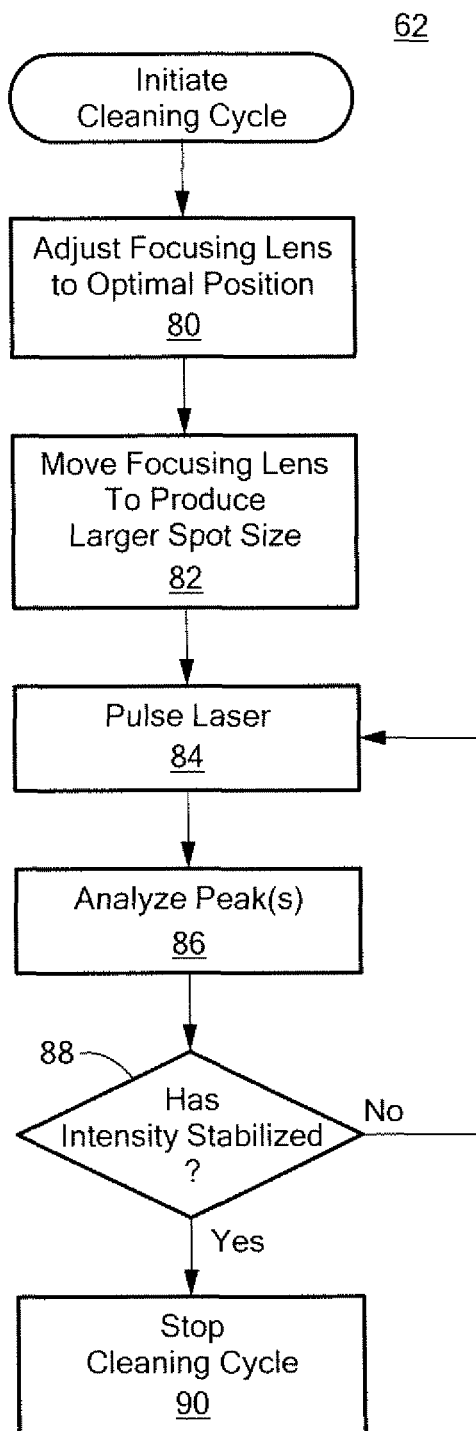 62
Initiate
Cleaning Cycle
Adjust Focusing Lens
to Optimal Position
80
Move Focusing Lens
To Produce
Larger Spot Size
82
Pulse Laser
84
Analyze Peak(s)
86
88
Has
Intensity Stabilized
?
No
Yes
Stop
Cleaning Cycle
90